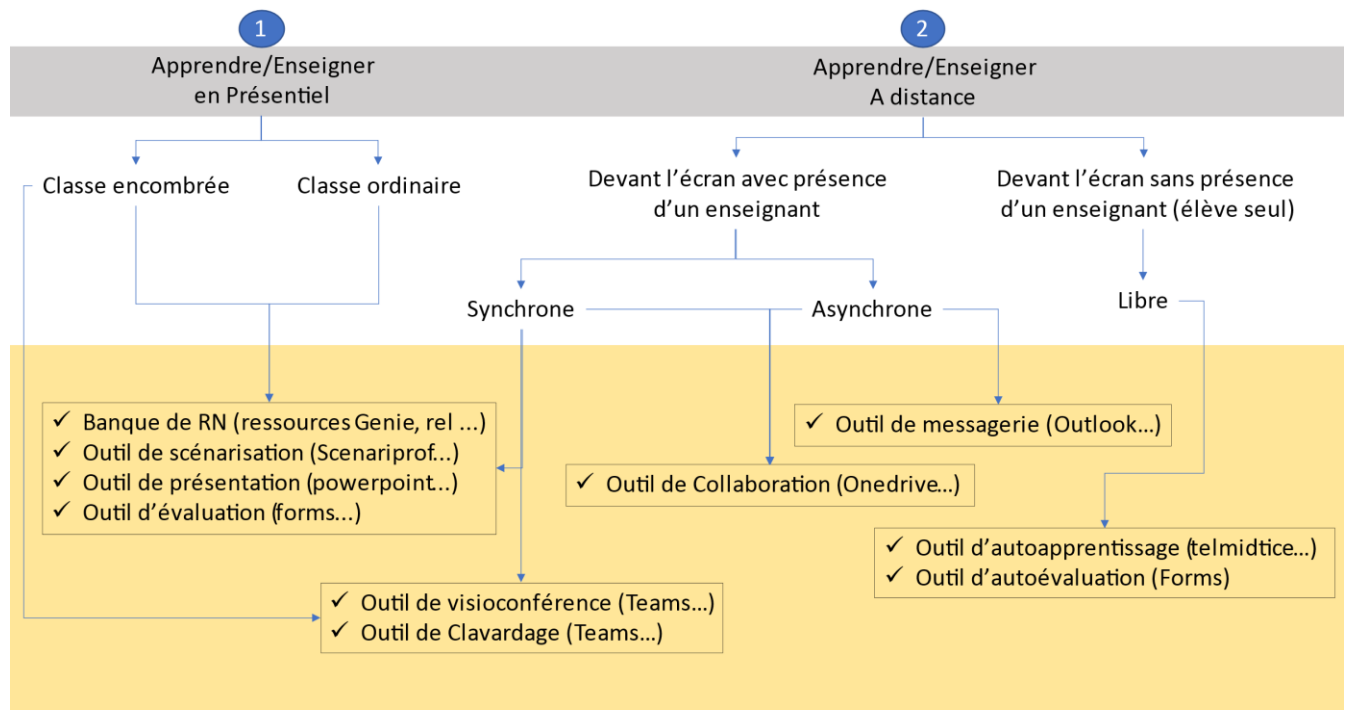 1
Apprendre/Enseigner
en Présentiel
2
Apprendre/Enseigner
A distance
Classe encombrée
Classe ordinaire
Devant l'écran avec présence
d'un enseignant
Devant l'écran sans présence
d'un enseignant (élève seul)
Synchrone
Asynchrone
Libre
✓ Banque de RN (ressources Genie, rel ...)
✓ Outil de scénarisation (Scenariprof...)
✓ Outil de présentation (powerpoint...)
✓ Outil d'évaluation (forms...)
✓ Outil de messagerie (Outlook...)
✓ Outil de Collaboration (Onedrive...)
✓ Outil d'autoapprentissage (telmidtice...)
✓ Outil d'autoévaluation (Forms)
✓ Outil de visioconférence (Teams...)
✓ Outil de Clavardage (Teams...)